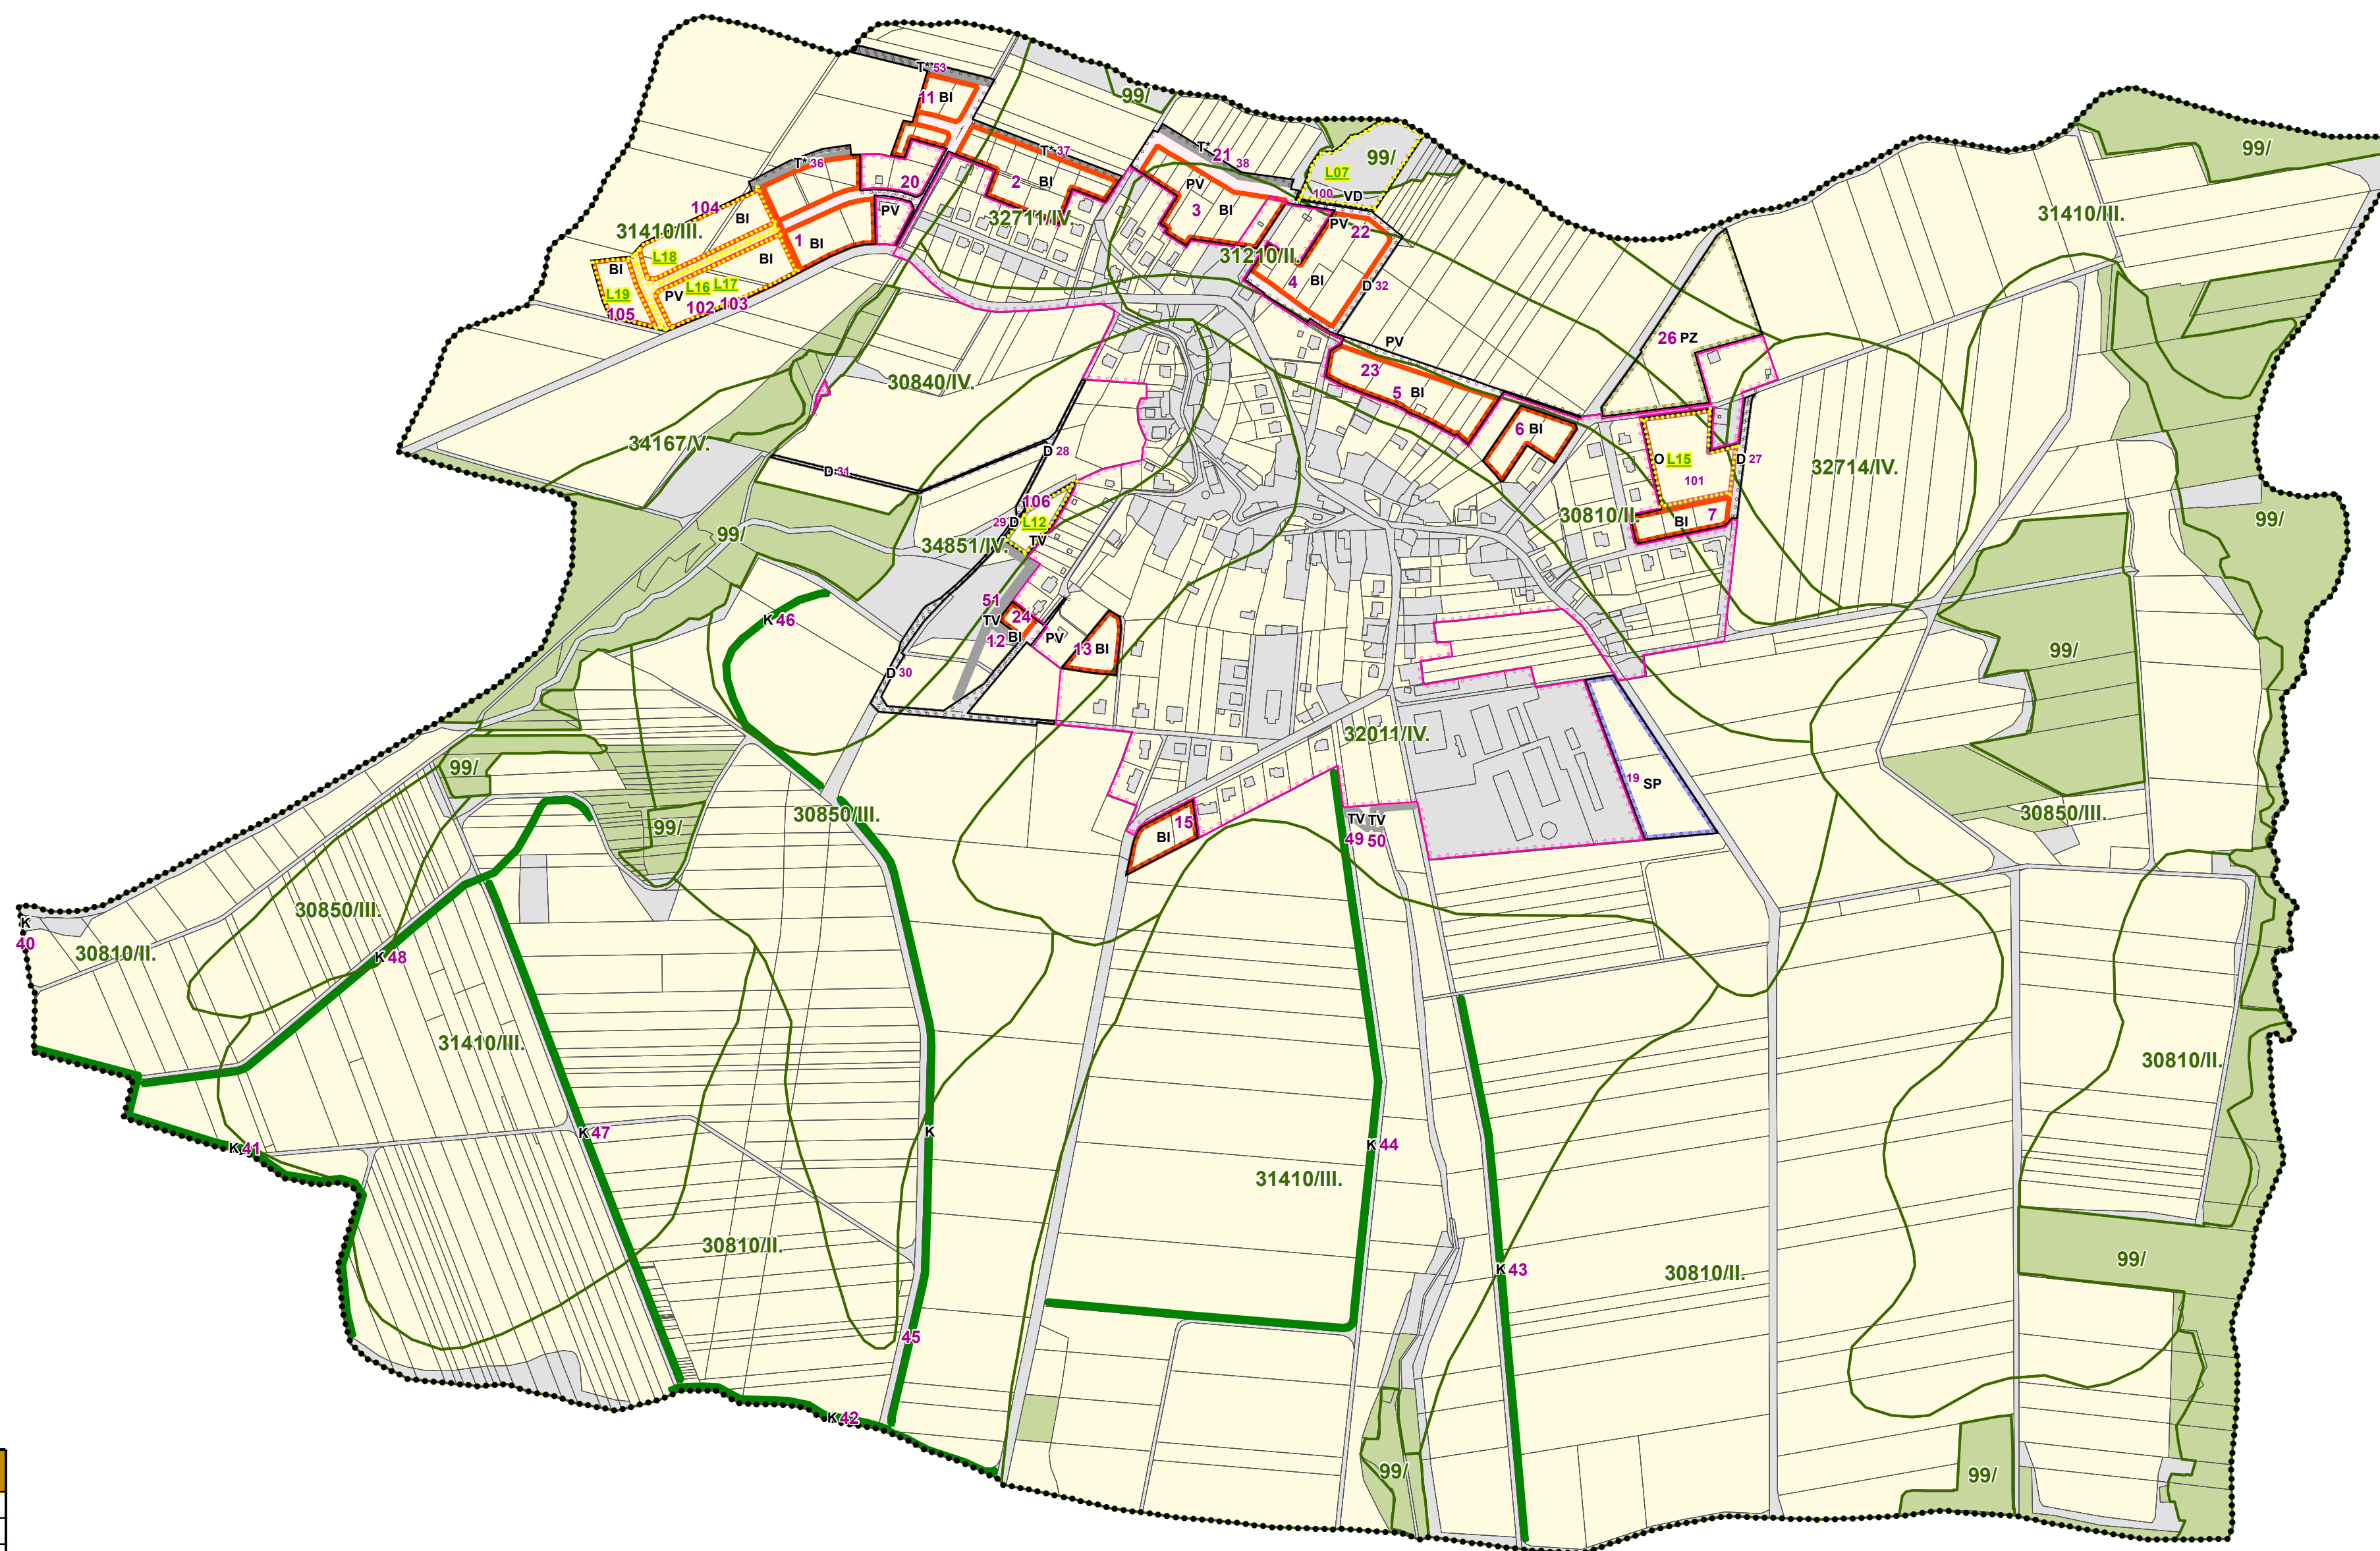 T* 53
11 BI
99/
T* 37
T* 21 38
99/
L07
99/
T* 36
20
2 BI
PV
3 BI
100 VD
31410/III.
104 BI
PV
32711/IV.
PV 22
31410/III.
1 BI
31210/II.
L18
BI
BI
4 BI
D 32
L19
PV L16 L17
105
102 103
PV
26 PZ
30840/IV.
23
5 BI
6 BI
34167/V.
D 28
D 31
O L15
D 27
32714/IV.
101
106
29 D L12
30810/II.
BI 7
99/
99/
34851/IV. TV
51
K 46
TV 24
12 BI PV
13 BI
99/
D 30
32011/IV.
99/
19 SP
30850/III.
30850/III.
99/
BI 15
TV TV
49 50
K
40
30850/III.
30810/II.
K 48
31410/III.
30810/II.
K 41
K 47
K
K 44
31410/III.
30810/II.
K 43
30810/II.
99/
45
K 42
99/
99/